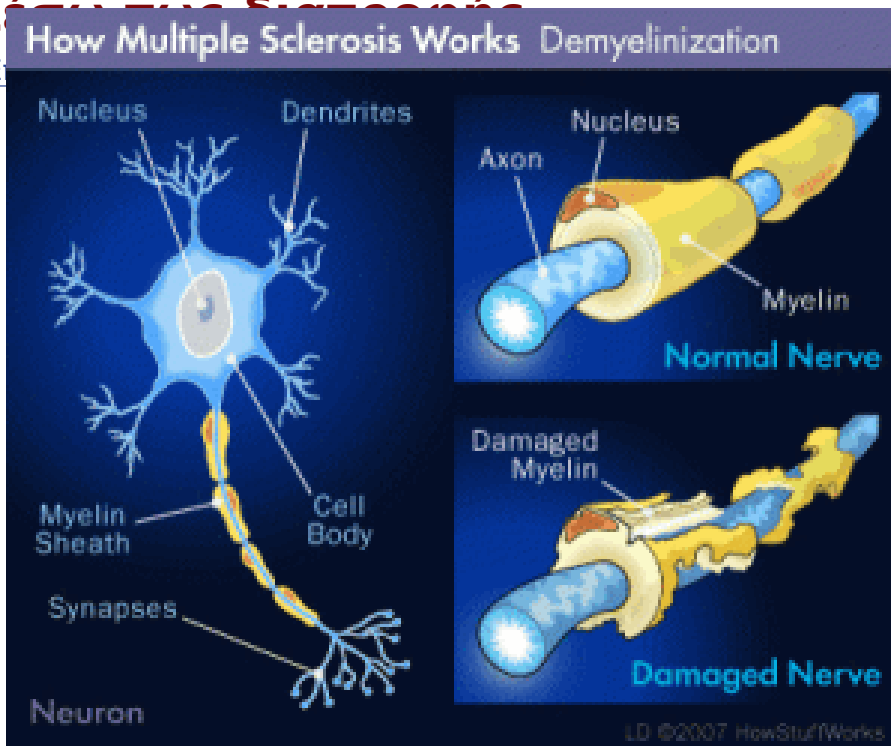 How Multiple Sclerosis Works Demyelinization
Nucleus
Dendrites
Myelin
Sheath
Cell
Body
Synapses
Neuron
Nucleus
Axon
Myelin
Normal Nerve
Damaged
Myelin
Damaged Nerve
LD ©2007 HowStuffWorks